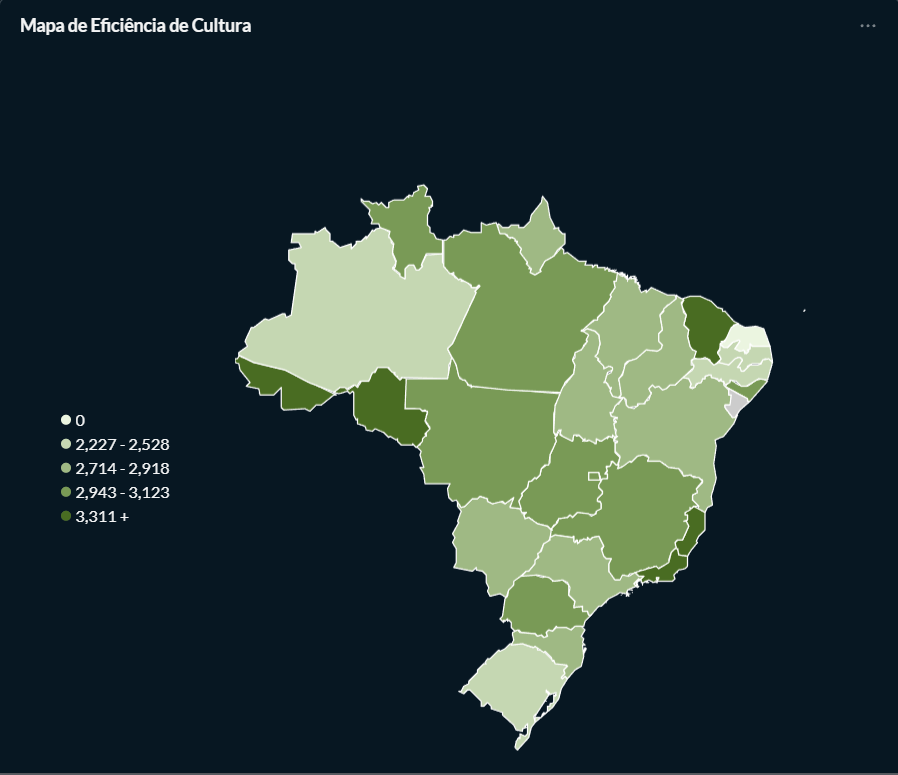 Mapa de Eficiência de Cultura
0
2,227 - 2,528
2,714 - 2,918
2,943 - 3,123
3,311 +